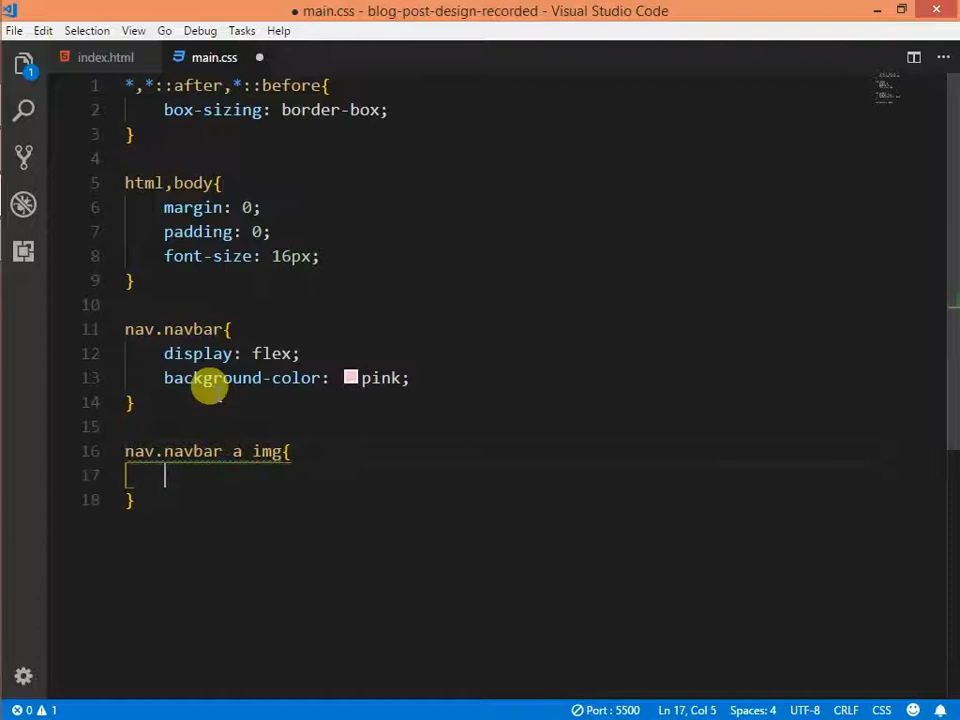 ● main.css - blog-post-design-recorded - Visual Studio Code
File Edit Selection View Go Debug Tasks Help
index.html main.css ●
1 *,*::after,*::before{
2 box-sizing: border-box;
3 }
4
5 html,body{
6 margin: 0;
7 padding: 0;
8 font-size: 16px;
9 }
10
11 nav.navbar{
12 display: flex;
13 background-color: pink;
14 }
15
16 nav.navbar a img{
17
18 }
1
0 1 Port : 5500 Ln 17, Col 5 Spaces: 4 UTF-8 CRLF CSS